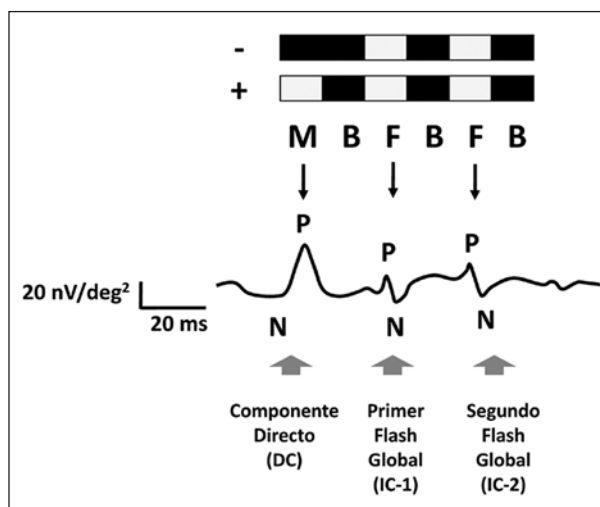 -
+
M B F B F B
P
P
P
20 nV/deg²
20 ms
N
N
N
Componente
Directo
(DC)
Primer
Flash
Global
(IC-1)
Segundo
Flash
Global
(IC-2)